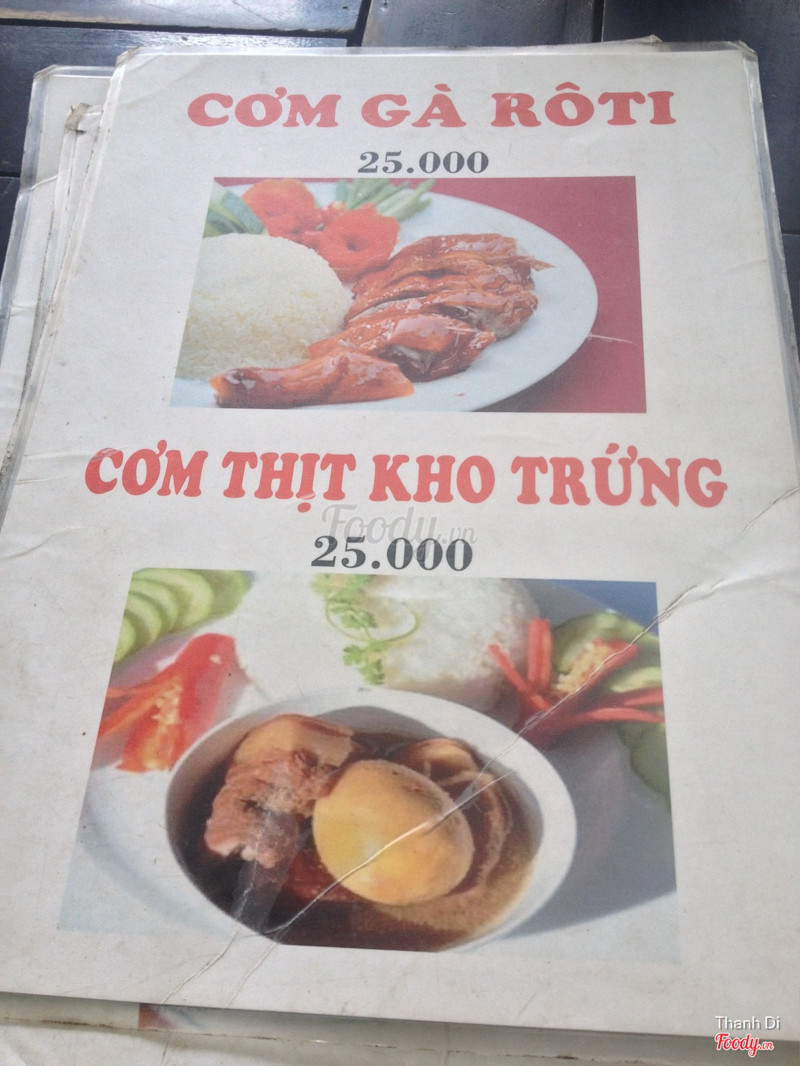 CƠM GÀ RÔTI
25.000
CƠM THỊT KHO TRỨNG
Foody.vn
25.000
Thanh Di
Foody.vn